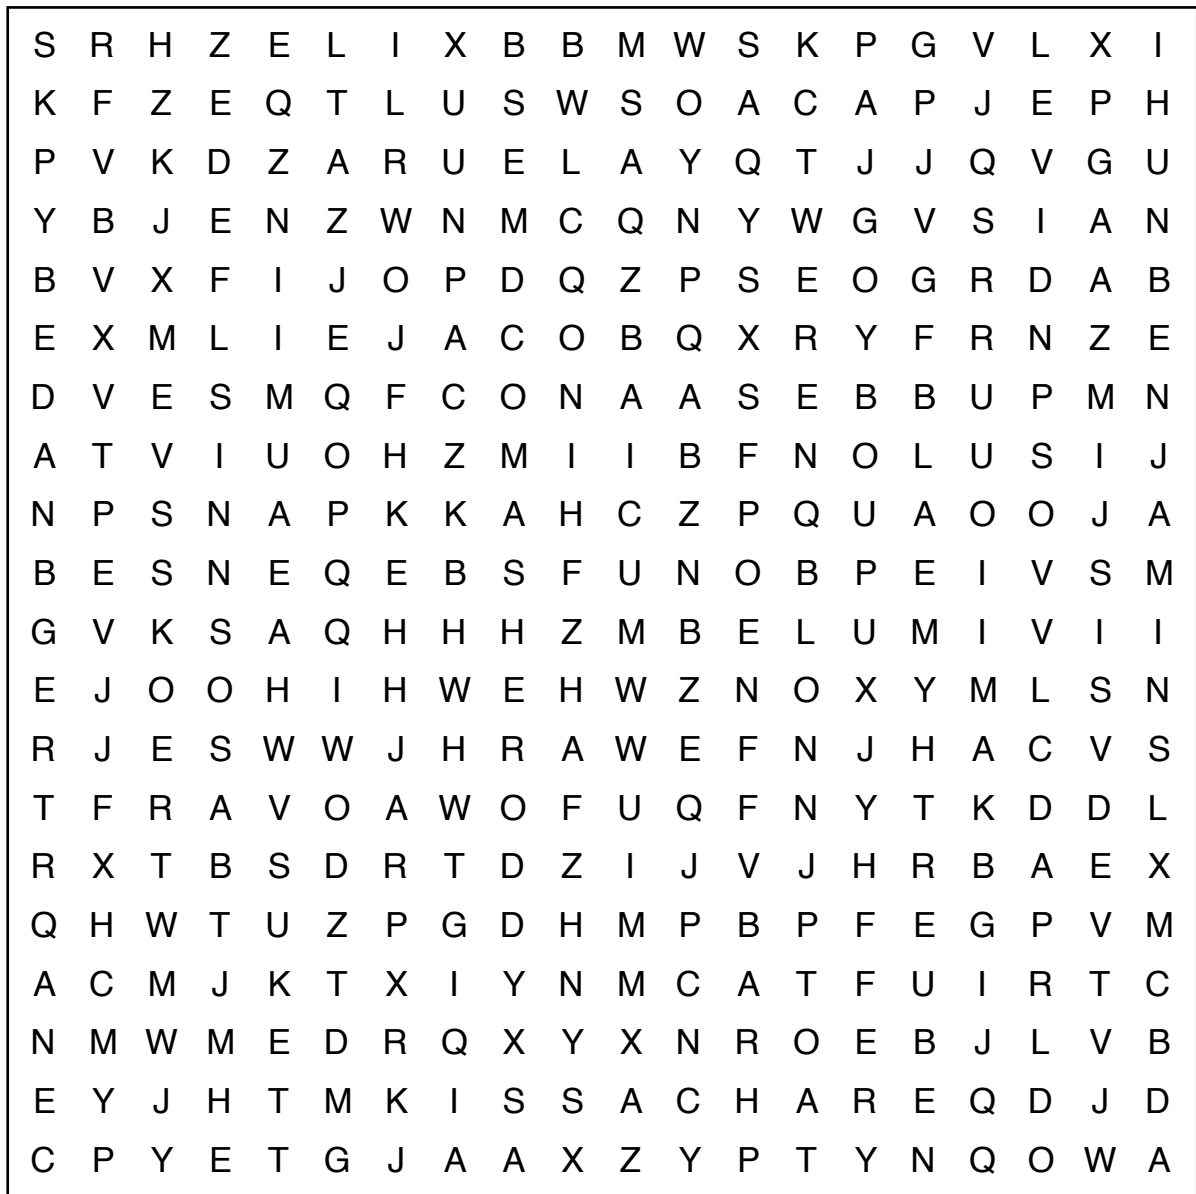 S R H Z E L I X B B M W S K P G V L X I
K F Z E Q T L U S W S O A C A P J E P H
P V K D Z A R U E L A Y Q T J J Q V G U
Y B J E N Z W N M C Q N Y W G V S I A N
B V X F I J O P D Q Z P S E O G R D A B
E X M L I E J A C O B Q X R Y F R N Z E
D V E S M Q F C O N A A S E B B U P M N
A T V I U O H Z M I I B F N O L U S I J
N P S N A P K K A H C Z P Q U A O O J A
B E S N E Q E B S F U N O B P E I V S M
G V K S A Q H H H Z M B E L U M I V I I
E J O O H I H W E H W Z N O X Y M L S N
R J E S W W J H R A W E F N J H A C V S
T F R A V O A W O F U Q F N Y T K D D L
R X T B S D R T D Z I J V J H R B A E X
Q H W T U Z P G D H M P B P F E G P V M
A C M J K T X I Y N M C A T F U I R T C
N M W M E D R Q X Y X N R O E B J L V B
E Y J H T M K I S S A C H A R E Q D J D
C P Y E T G J A A X Z Y P T Y N Q O W A